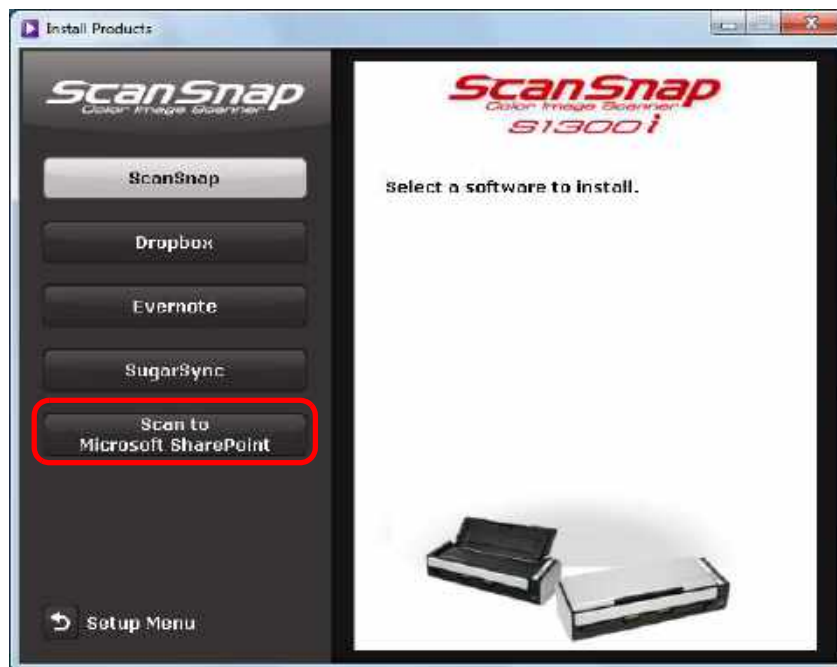 Install Products
ScanSnap
Color Image Scanner
ScanSnap
Color Image Scanner
S1300i
ScanSnap
Select a software to install.
Dropbox
Evernote
SugarSync
Scan to
Microsoft SharePoint
Setup Menu